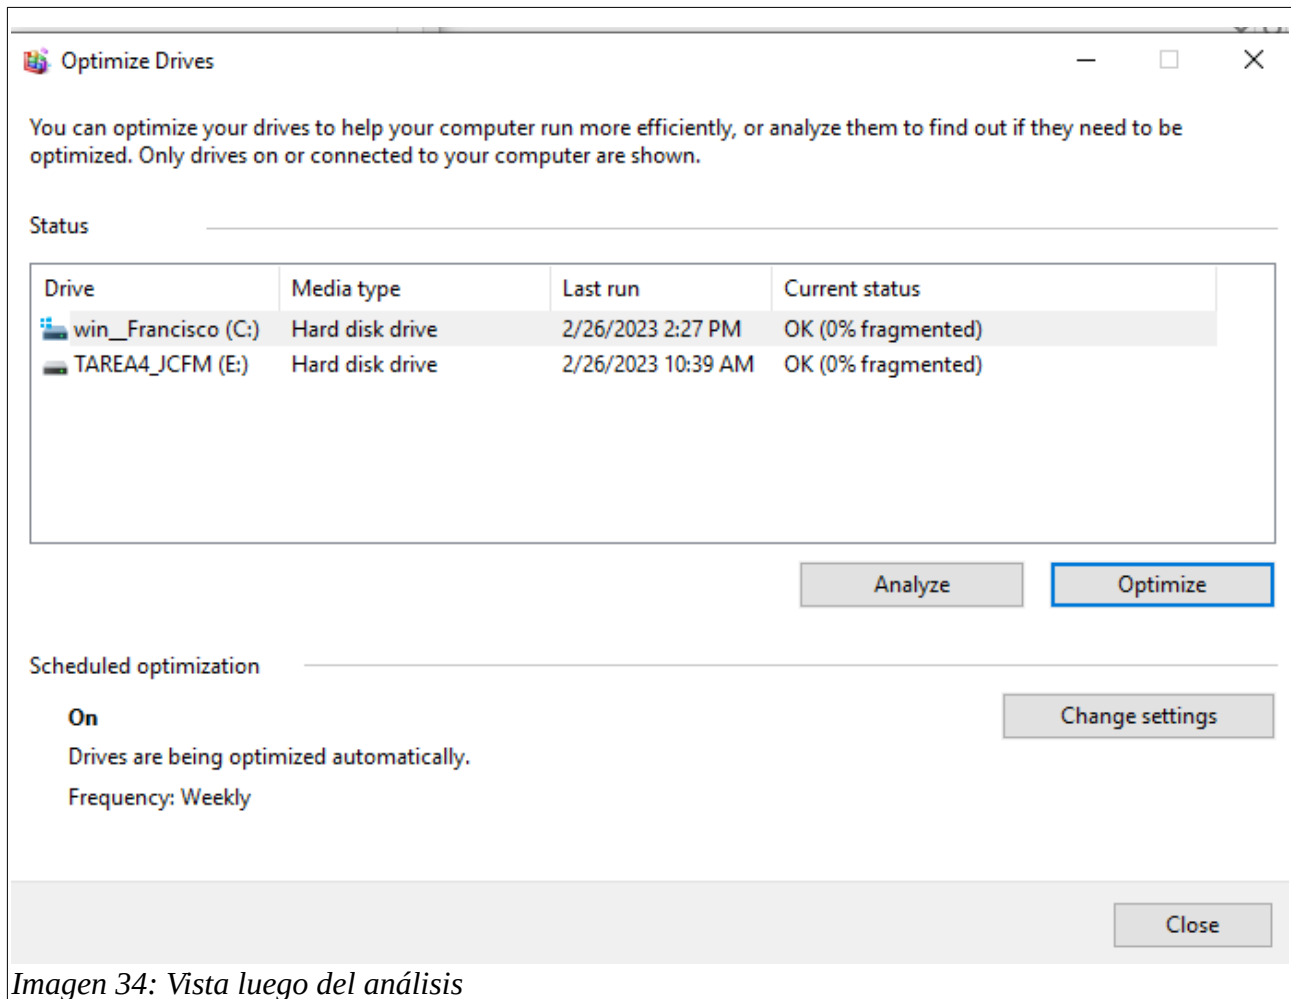 Optimize Drives
You can optimize your drives to help your computer run more efficiently, or analyze them to find out if they need to be
optimized. Only drives on or connected to your computer are shown.
Status
Drive Media type Last run Current status
win__Francisco (C:) Hard disk drive 2/26/2023 2:27 PM OK (0% fragmented)
TAREA4_JCFM (E:) Hard disk drive 2/26/2023 10:39 AM OK (0% fragmented)
Analyze Optimize
Scheduled optimization
On
Change settings
Drives are being optimized automatically.
Frequency: Weekly
Close
Imagen 34: Vista luego del análisis